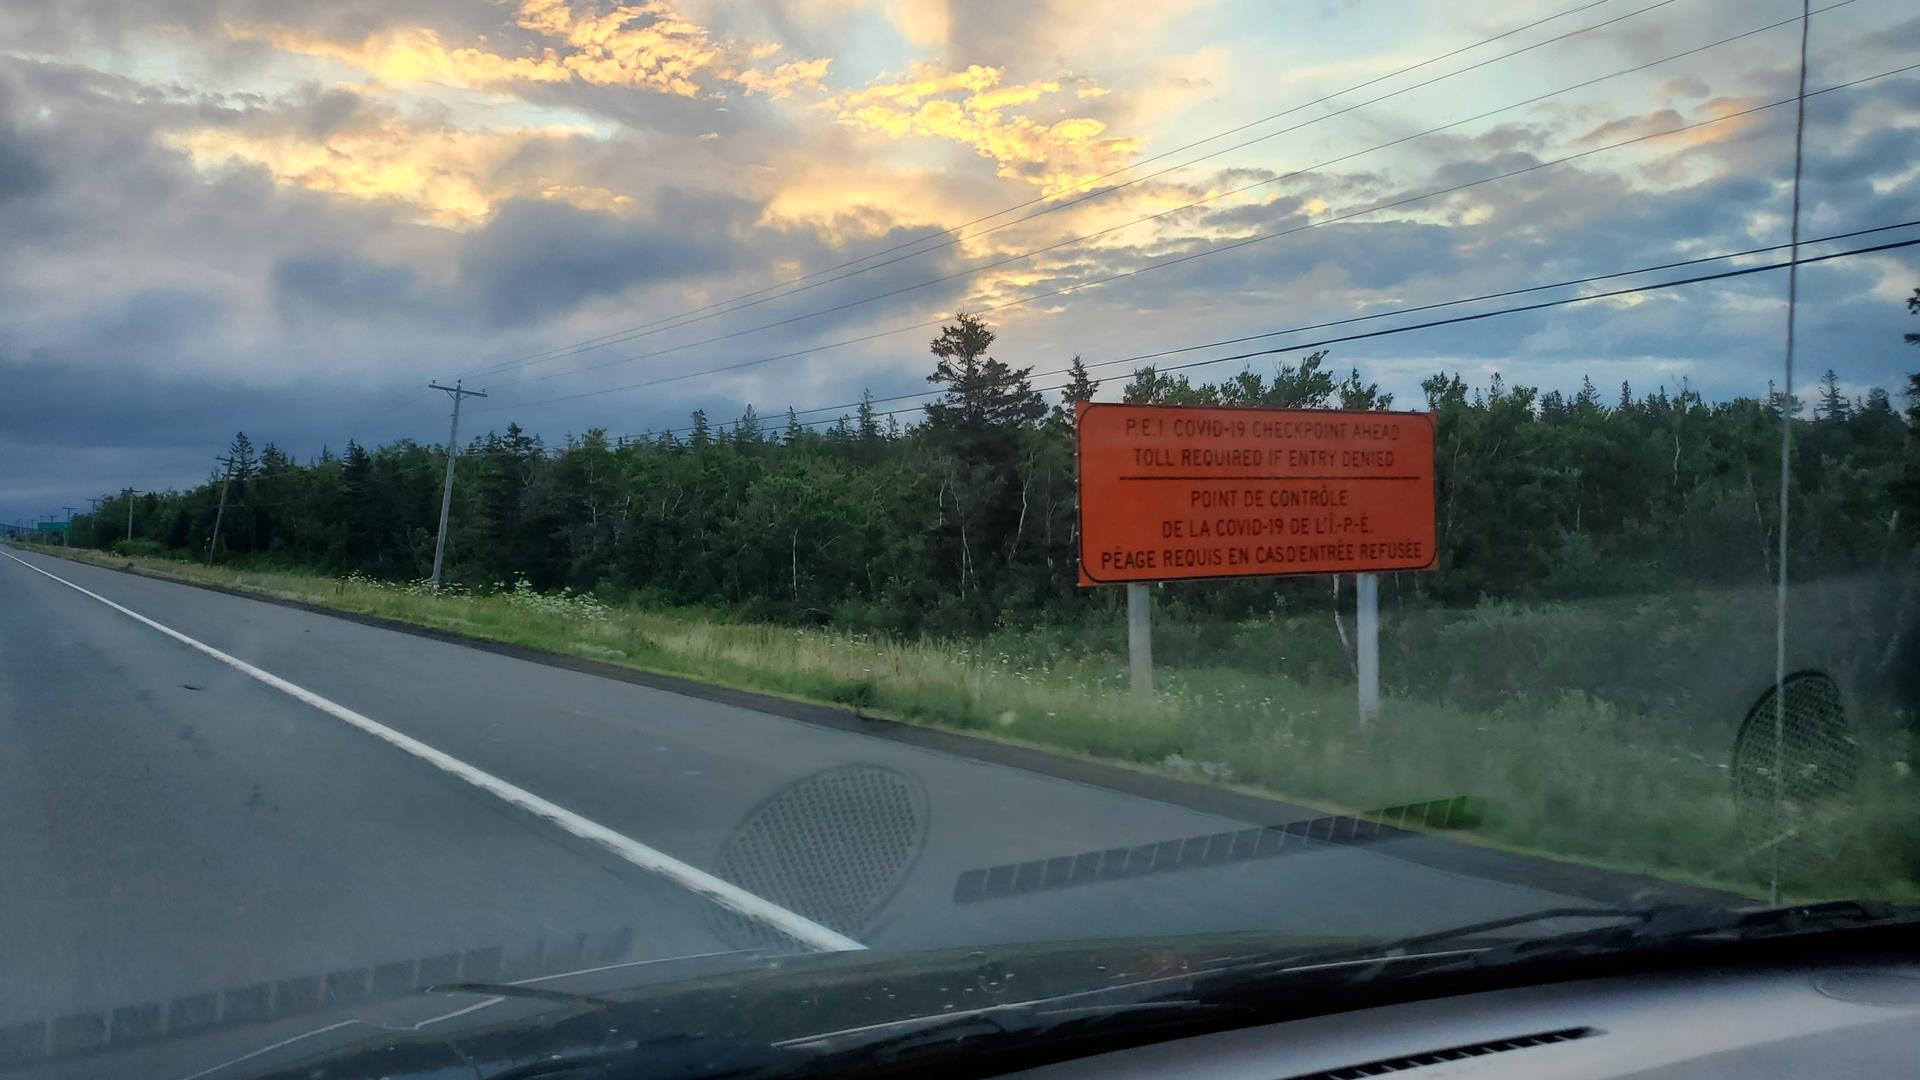 P.E.I. COVID-19 CHECKPOINT AHEAD
TOLL REQUIRED IF ENTRY DENIED
POINT DE CONTRÔLE
DE LA COVID-19 DE L'Î.-P.-É.
PÉAGE REQUIS EN CAS D'ENTRÉE REFUSÉE